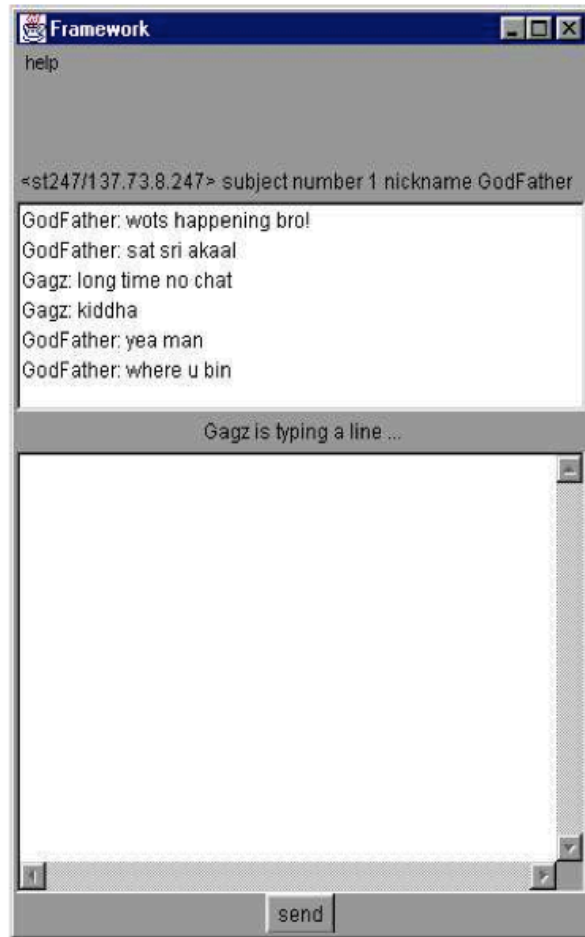 Framework
help
<st247/137.73.8.247> subject number 1 nickname GodFather
GodFather: wots happening bro!
GodFather: sat sri akaal
Gagz: long time no chat
Gagz: kiddha
GodFather: yea man
GodFather: where u bin
Gagz is typing a line ...
send